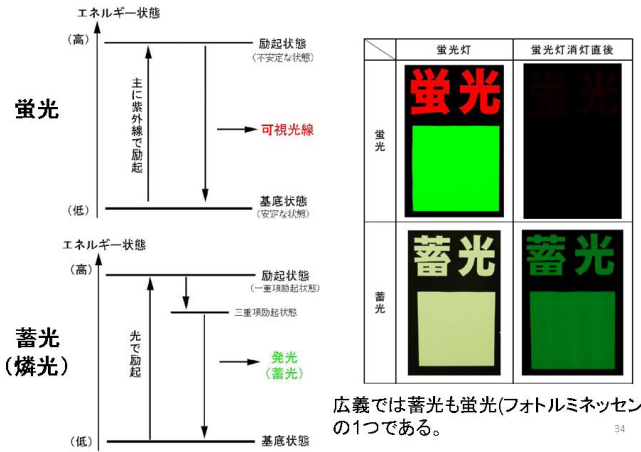 エネルギー状態
(高)
励起状態
(不安定な状態)
蛍光
主に紫外線で励起
可視光線
基底状態
(安定な状態)
(低)
エネルギー状態
(高)
励起状態
(一重項励起状態)
三重項励起状態
蓄光
(燐光)
光で励起
発光
(蓄光)
(低)
基底状態
蛍光灯
蛍光灯消灯直後
蛍光
蛍光
蛍光
蓄光
蓄光
蓄光
広義では蓄光も蛍光(フォトルミネッセン
の1つである。
34